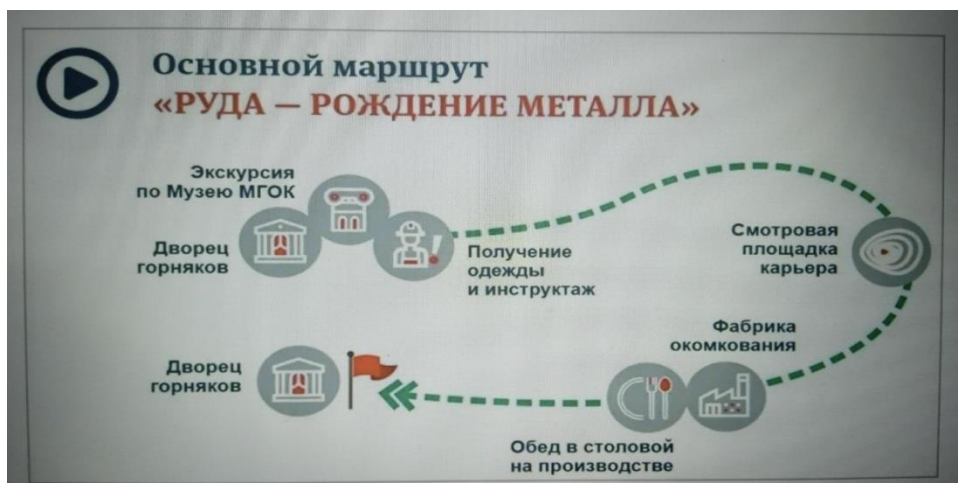 Основной маршрут
«РУДА — РОЖДЕНИЕ МЕТАЛЛА»
Экскурсия
по Музею МГОК
Дворец
горняков
Получение
одежды
и инструктаж
Смотровая
площадка
карьера
Фабрика
окомкования
Обед в столовой
на производстве
Дворец
горняков